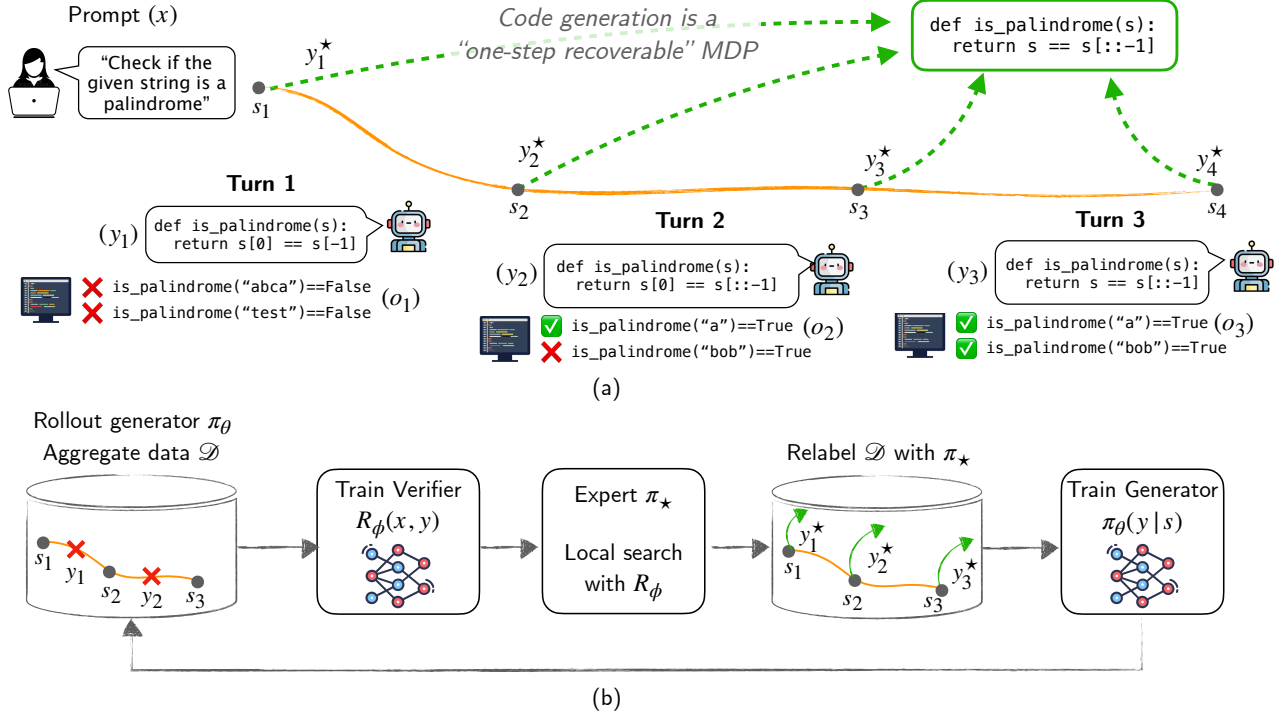 Prompt (x)
“Check if the
given string is a
palindrome”
Code generation is a
“one-step recoverable” MDP
def is_palindrome(s):
return s == s[::-1]
y₁★
s₁
y₂★
s₂
y₃★
s₃
y₄★
s₄
Turn 1
(y₁)
def is_palindrome(s):
return s[0] == s[-1]
is_palindrome(“abca”)==False
is_palindrome(“test”)==False
(o₁)
Turn 2
(y₂)
def is_palindrome(s):
return s[0] == s[::-1]
is_palindrome(“a”)==True (o₂)
is_palindrome(“bob”)==True
Turn 3
(y₃)
def is_palindrome(s):
return s == s[::-1]
is_palindrome(“a”)==True (o₃)
is_palindrome(“bob”)==True
(a)
Rollout generator πθ
Aggregate data 𝒟
s₁
y₁
s₂
y₂
s₃
Train Verifier
Rϕ(x, y)
Expert π⋆
Local search
with Rϕ
Relabel 𝒟 with π⋆
y₁★
s₁
y₂★
s₂
y₃★
s₃
Train Generator
πθ(y | s)
(b)